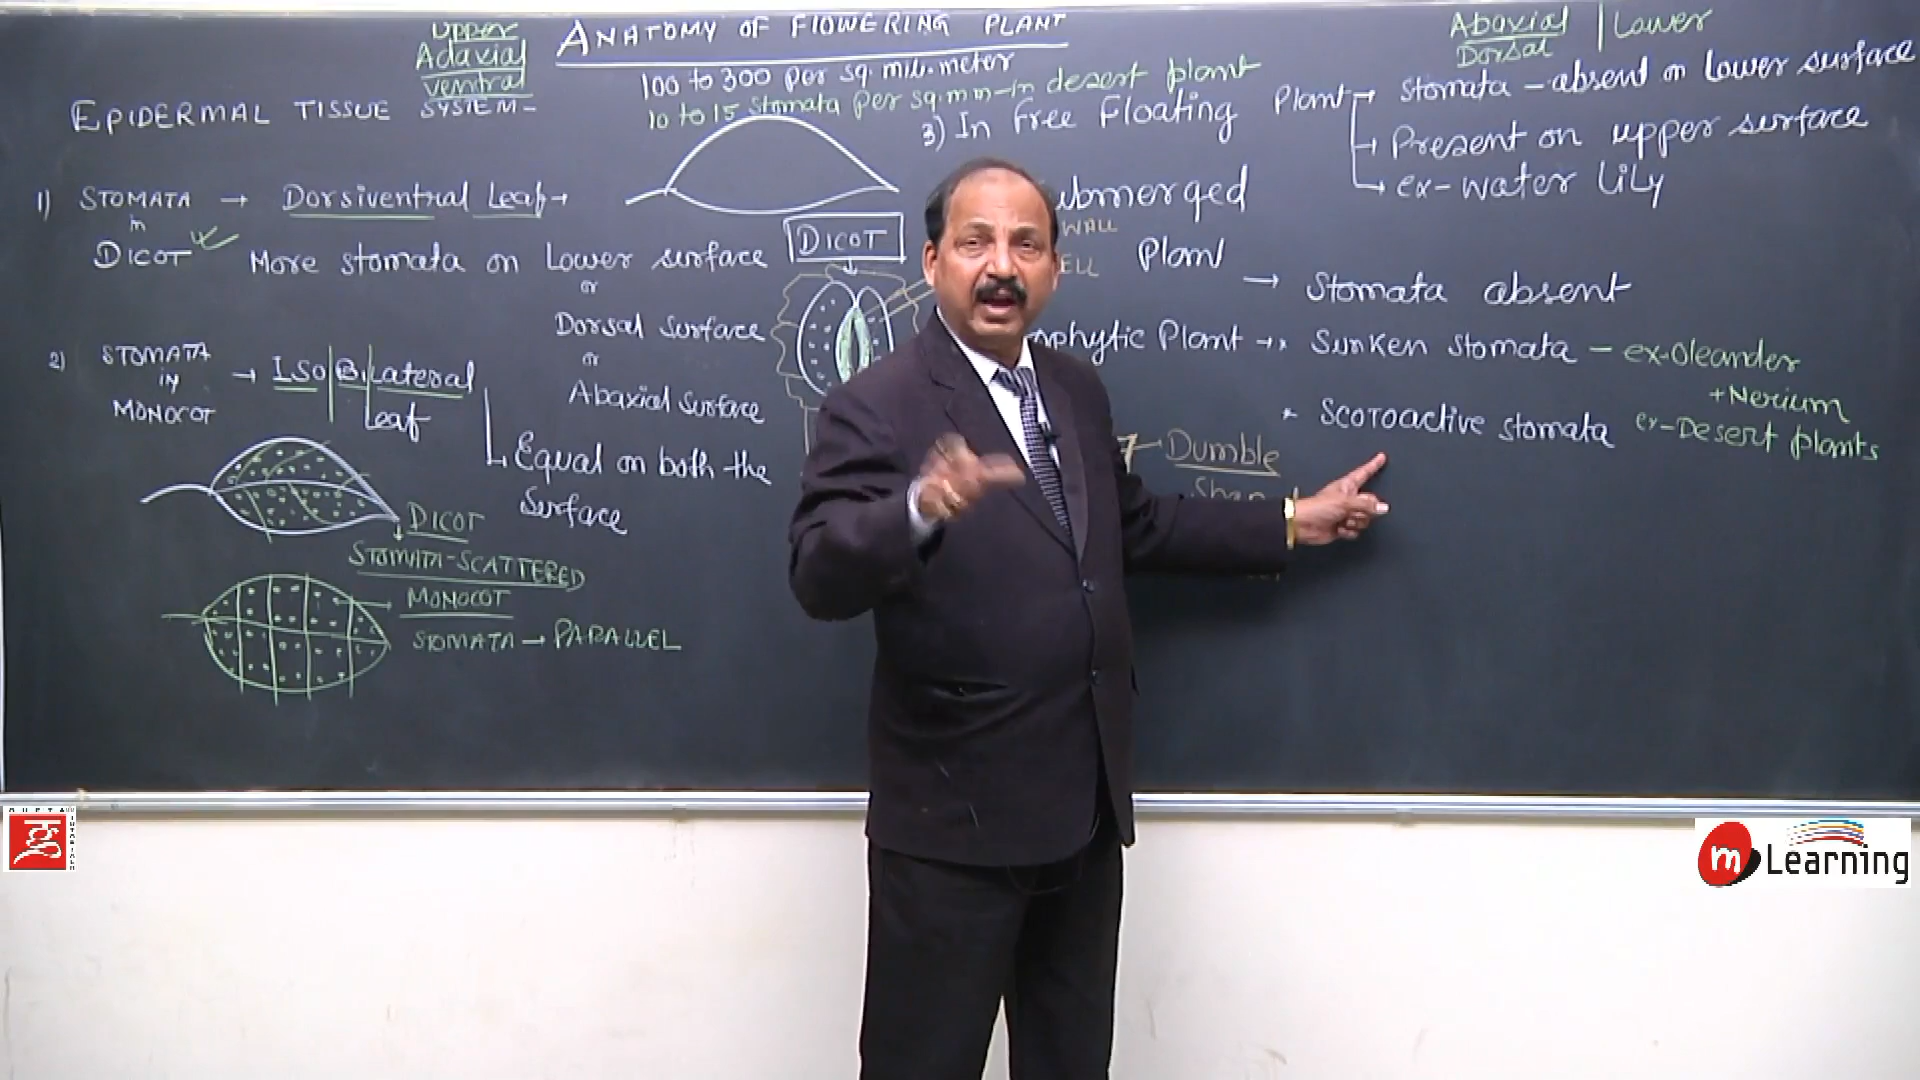 Upper
Adaxial
ventral
ANATOMY OF FlOWERING PLANT
100 to 300 per sq. mili. meter
10 to 15 stomata per sq.mm-In desert plant
EPIDERMAL TISSUE SYSTEM-
1) STOMATA → Dorsiventral Leaf →
in
DICOT
More stomata on Lower surface
or
Dorsal surface
or
Abaxial surface
2) STOMATA
in
MONOCOT
→ ISOBilateral
Leaf
Equal on both the
surface
DICOT
STOMATA-SCATTERED
MONOCOT
STOMATA → PARALLEL
DICOT
WALL
Dumble
Abaxial | Lower
Dorsal
3) In Free Floating Plant → stomata - absent on Lower surface
→ Present on upper surface
→ ex-water Lily
Plant
→ Stomata absent
Plant → * Sunken stomata - ex-Oleander
+Nerium
* Scotoactive stomata ex-Desert plants
m Learning